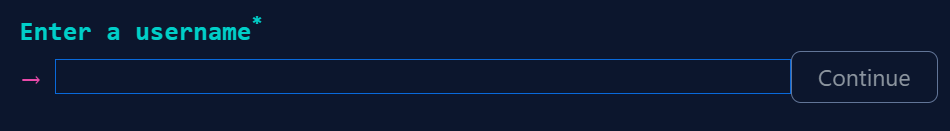 Enter a username*
→ Continue